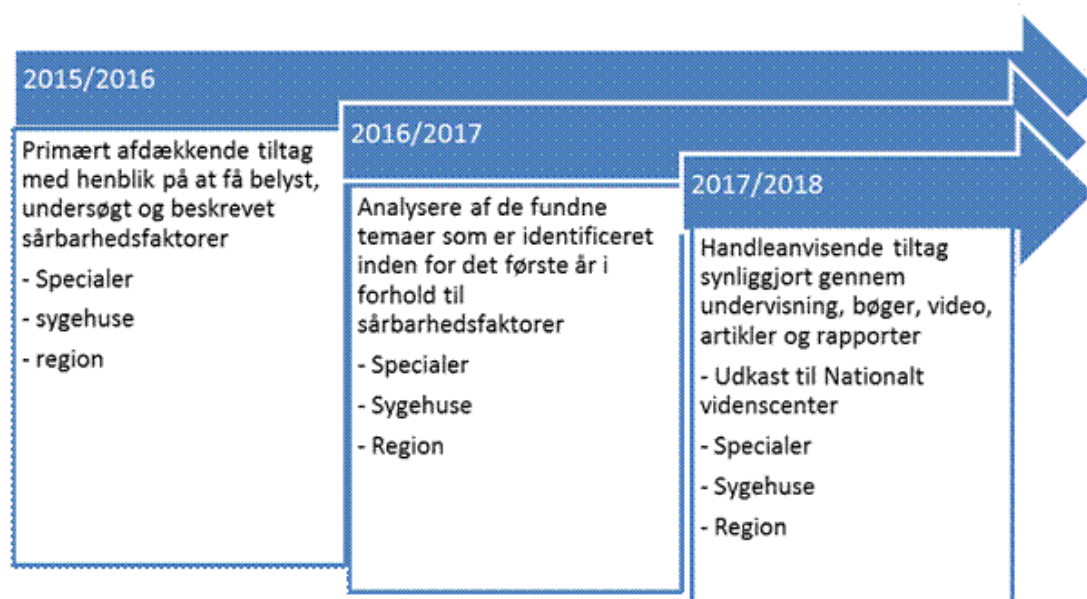 2015/2016
Primært afdækkende tiltag
med henblik på at få belyst,
undersøgt og beskrevet
sårbarhedsfaktorer
- Specialer
- sygehuse
- region
2016/2017
Analysere af de fundne
temaer som er identificeret
inden for det første år i
forhold til
sårbarhedsfaktorer
- Specialer
- Sygehuse
- Region
2017/2018
Handleanvisende tiltag
synliggjort gennem
undervisning, bøger, video,
artikler og rapporter
- Udkast til Nationalt
videnscenter
- Specialer
- Sygehuse
- Region